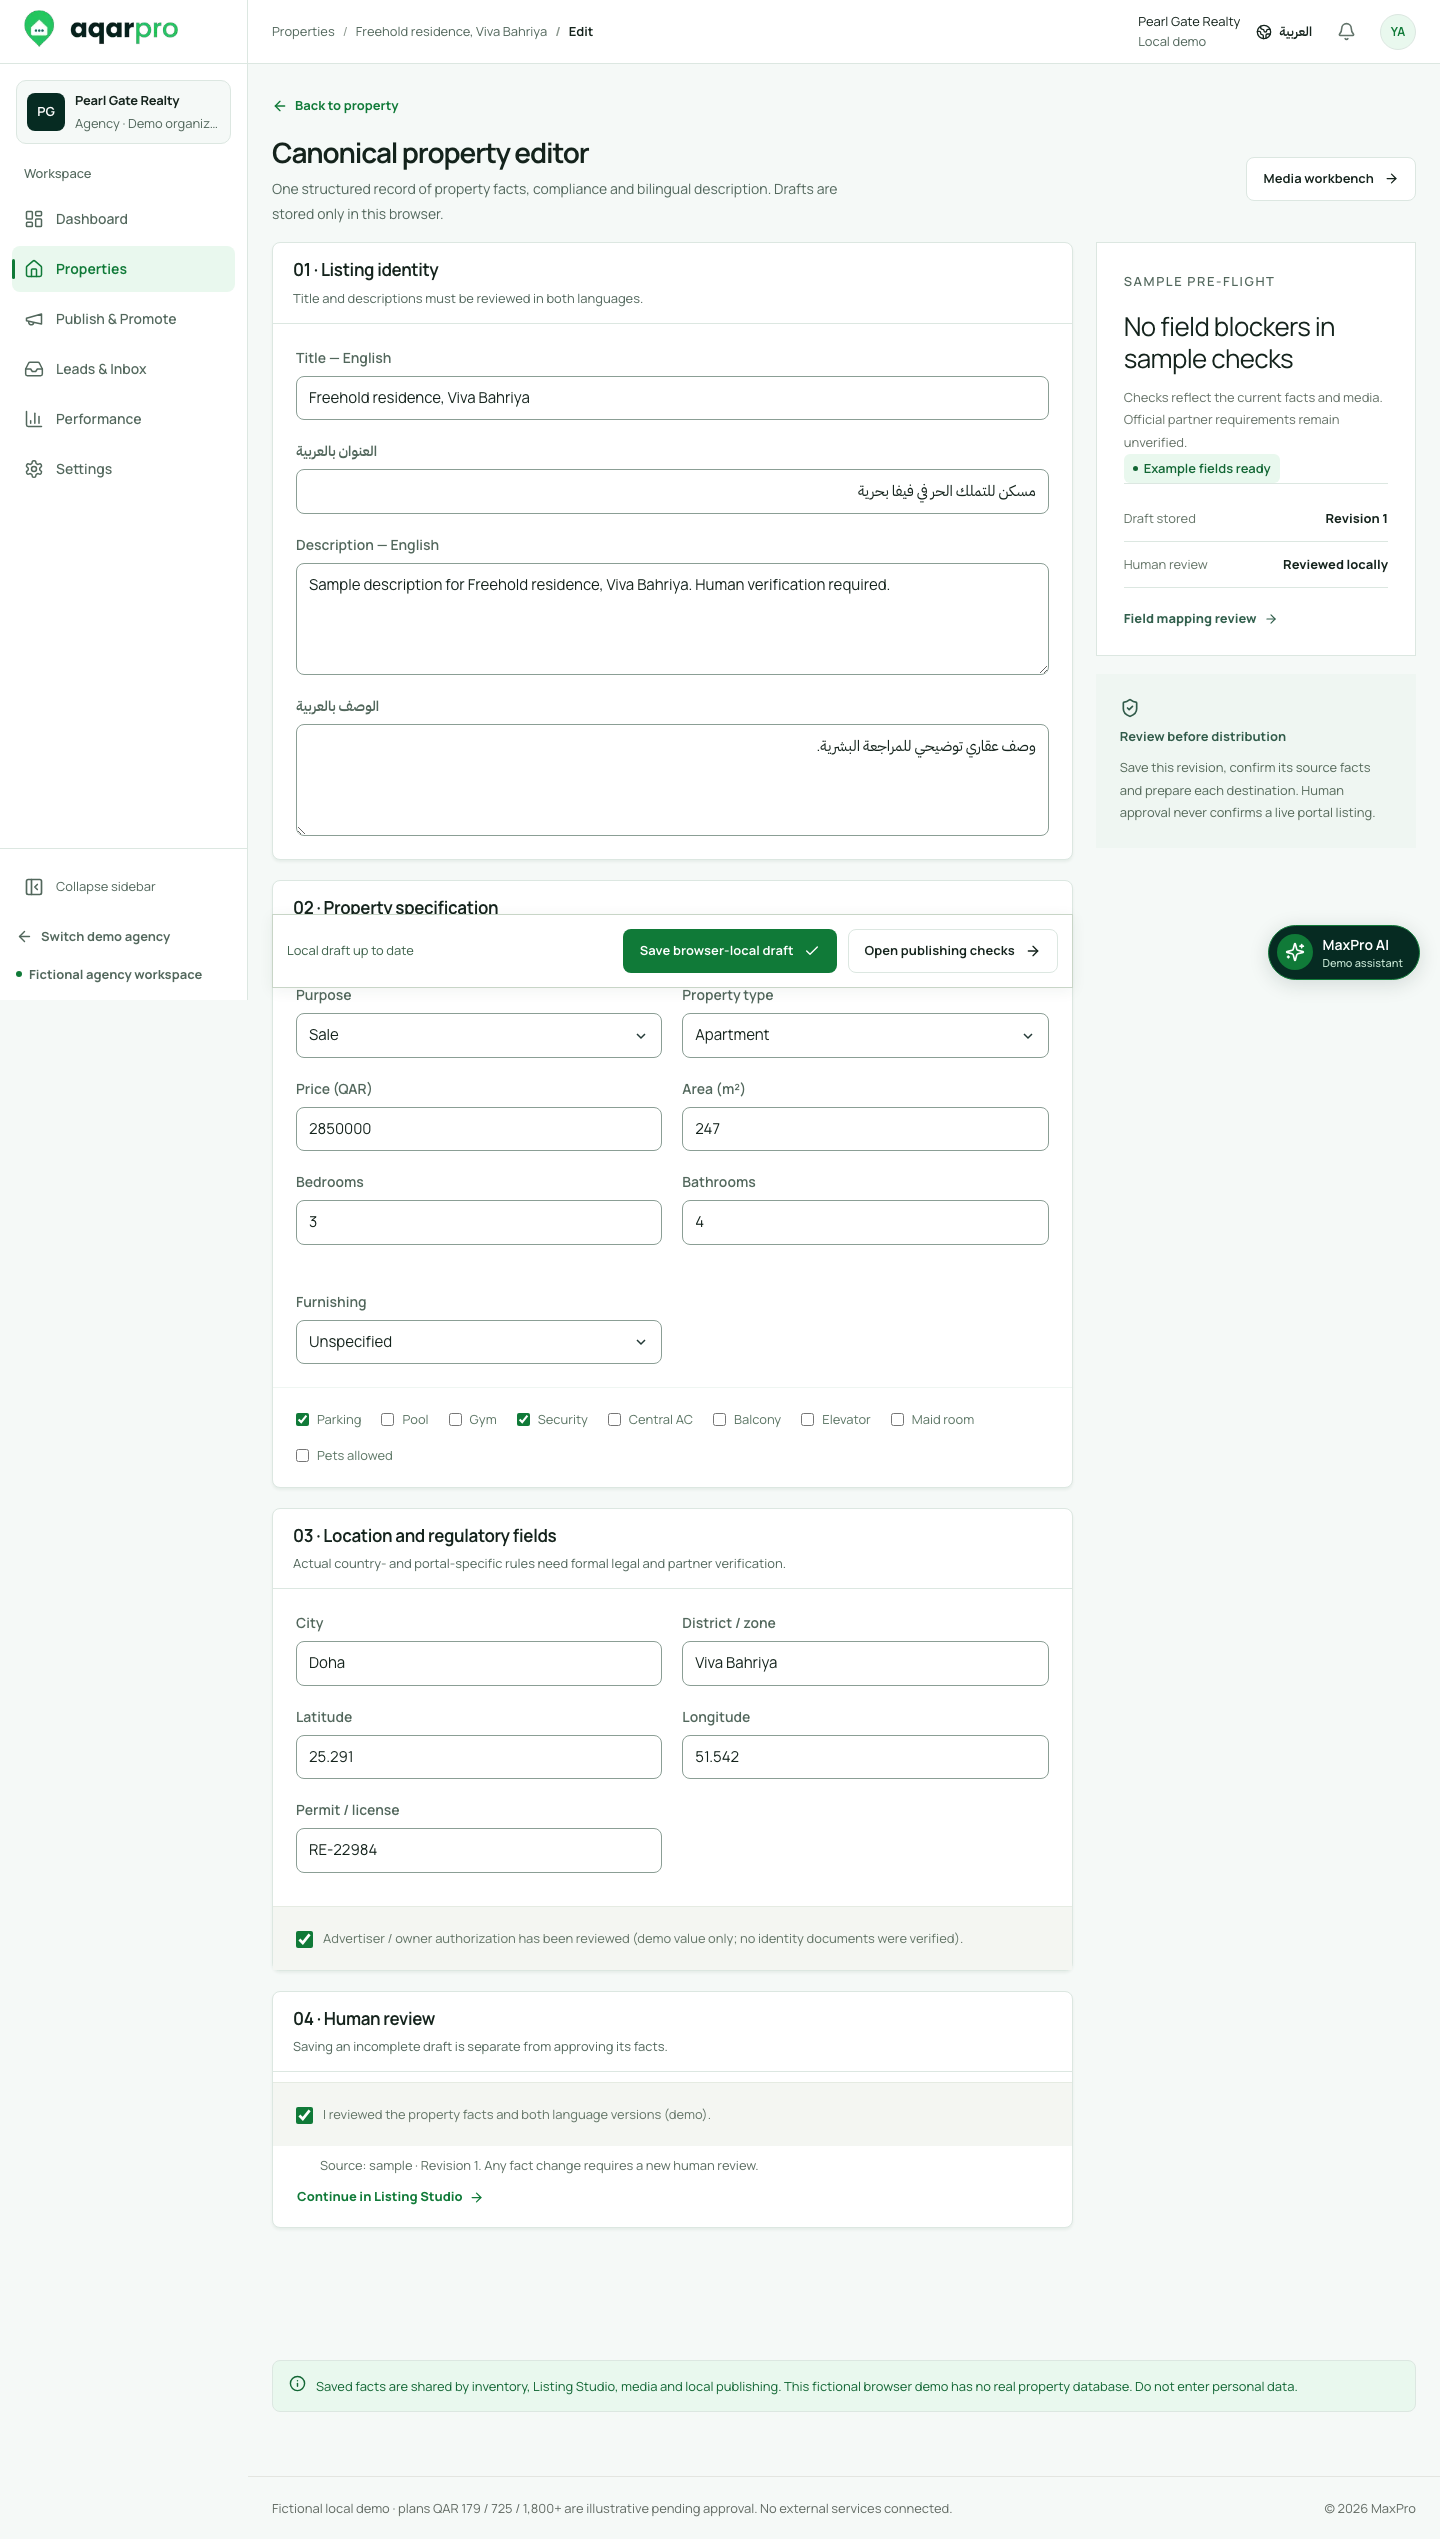 aqarpro
Properties / Freehold residence, Viva Bahriya / Edit
Pearl Gate Realty
Local demo
العربية
YA
PG
Pearl Gate Realty
Agency · Demo organiz...
Workspace
Dashboard
Properties
Publish & Promote
Leads & Inbox
Performance
Settings
Collapse sidebar
Switch demo agency
Fictional agency workspace
Back to property
Canonical property editor
One structured record of property facts, compliance and bilingual description. Drafts are
stored only in this browser.
Media workbench
01 · Listing identity
Title and descriptions must be reviewed in both languages.
Title — English
Freehold residence, Viva Bahriya
العنوان بالعربية
مسكن للتملك الحر في فيفا بحرية
Description — English
Sample description for Freehold residence, Viva Bahriya. Human verification required.
الوصف بالعربية
وصف عقاري توضيحي للمراجعة البشرية.
SAMPLE PRE-FLIGHT
No field blockers in
sample checks
Checks reflect the current facts and media.
Official partner requirements remain
unverified.
Example fields ready
Draft stored Revision 1
Human review Reviewed locally
Field mapping review
Review before distribution
Save this revision, confirm its source facts
and prepare each destination. Human
approval never confirms a live portal listing.
02 · Property specification
Local draft up to date
Save browser-local draft
Open publishing checks
MaxPro AI
Demo assistant
Purpose Property type
Sale Apartment
Price (QAR) Area (m²)
2850000 247
Bedrooms Bathrooms
3 4
Furnishing
Unspecified
Parking Pool Gym Security Central AC Balcony Elevator Maid room
Pets allowed
03 · Location and regulatory fields
Actual country- and portal-specific rules need formal legal and partner verification.
City District / zone
Doha Viva Bahriya
Latitude Longitude
25.291 51.542
Permit / license
RE-22984
Advertiser / owner authorization has been reviewed (demo value only; no identity documents were verified).
04 · Human review
Saving an incomplete draft is separate from approving its facts.
I reviewed the property facts and both language versions (demo).
Source: sample · Revision 1. Any fact change requires a new human review.
Continue in Listing Studio
Saved facts are shared by inventory, Listing Studio, media and local publishing. This fictional browser demo has no real property database. Do not enter personal data.
Fictional local demo · plans QAR 179 / 725 / 1,800+ are illustrative pending approval. No external services connected.
© 2026 MaxPro